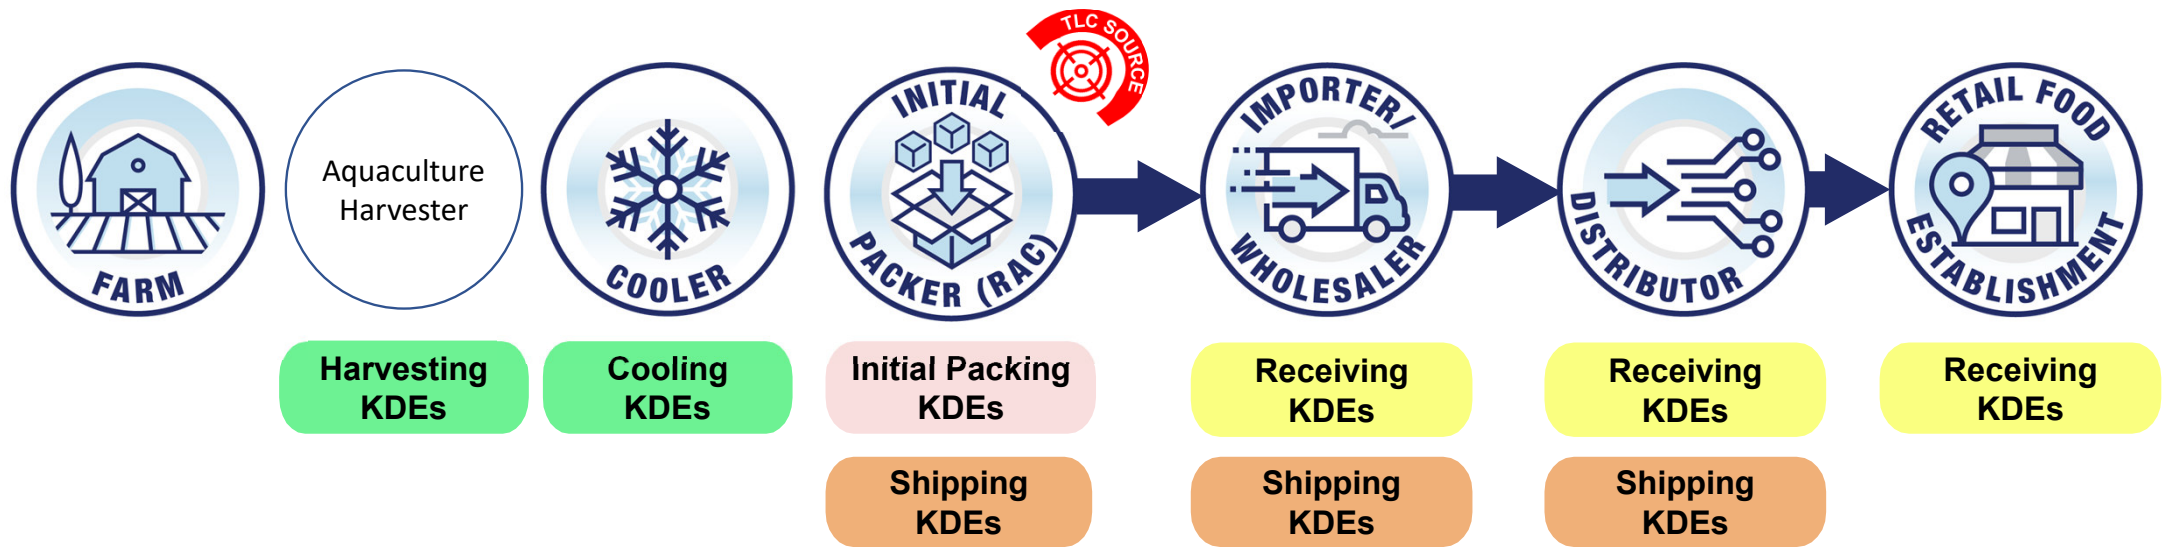 TLC SOURCE
FARM
Aquaculture
Harvester
COOLER
INITIAL
PACKER (RAC)
IMPORTER/
WHOLESALER
DISTRIBUTOR
RETAIL FOOD
ESTABLISHMENT
Harvesting
KDEs
Cooling
KDEs
Initial Packing
KDEs
Receiving
KDEs
Receiving
KDEs
Receiving
KDEs
Shipping
KDEs
Shipping
KDEs
Shipping
KDEs